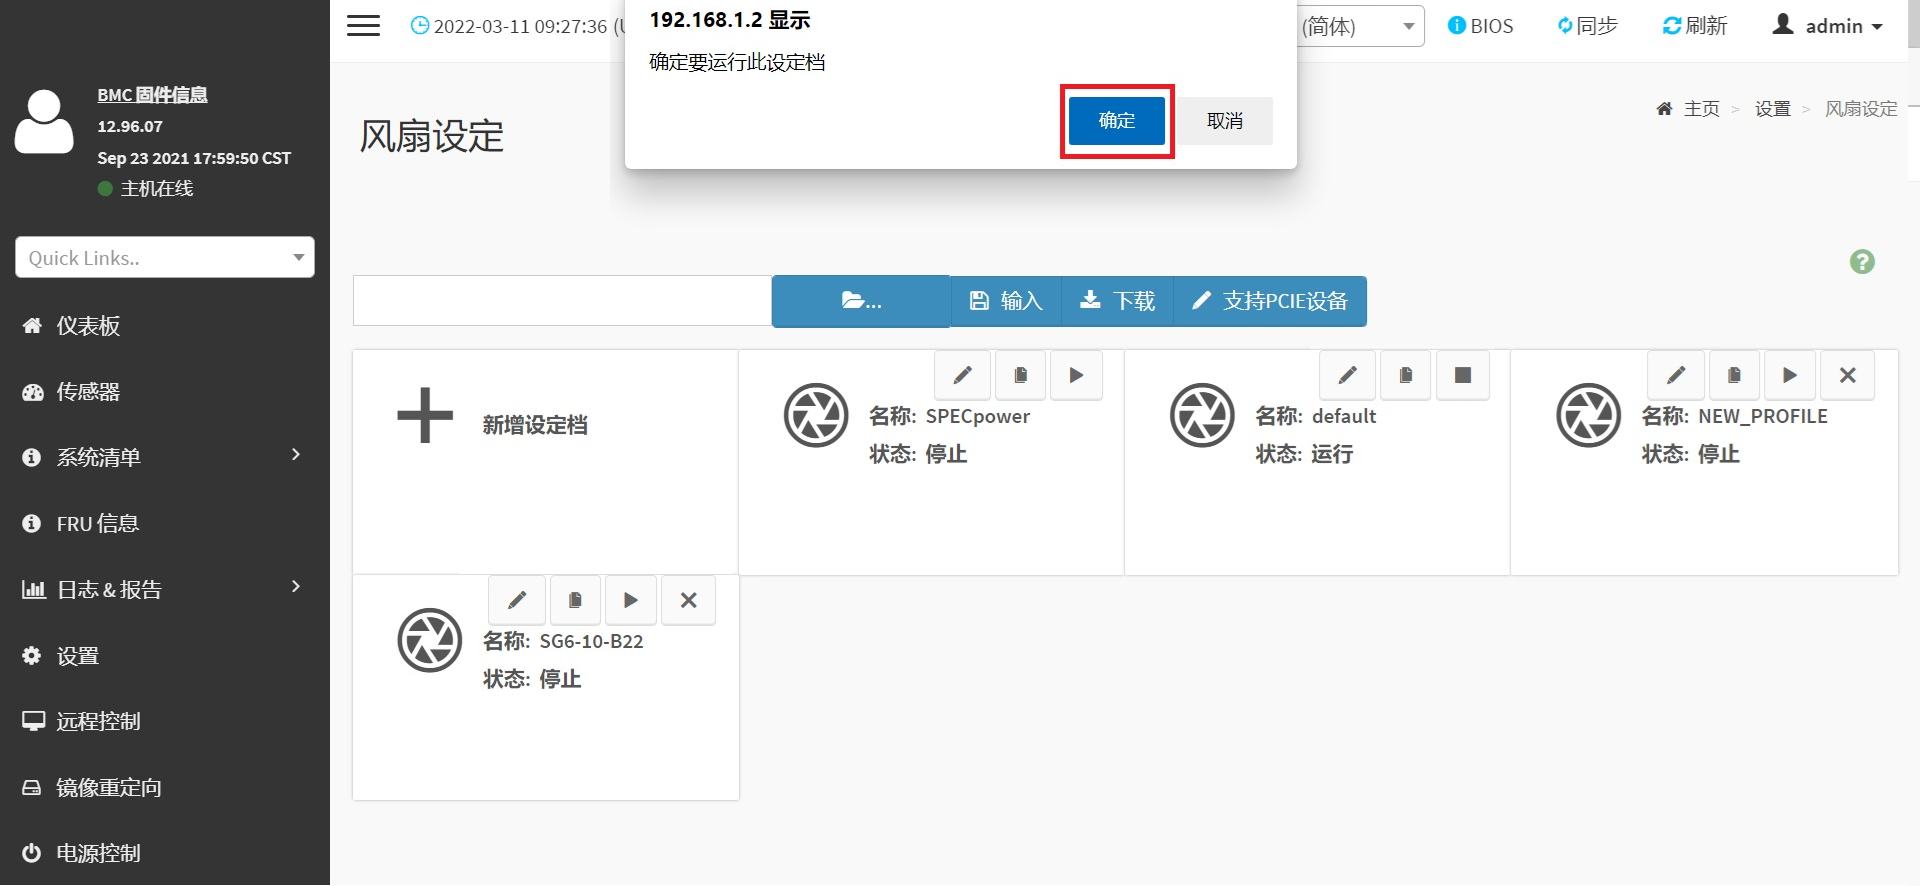 192.168.1.2 显示
确定要运行此设定档
确定
取消
2022-03-11 09:27:36
(简体)
BIOS
同步
刷新
admin
BMC 固件信息
12.96.07
Sep 23 2021 17:59:50 CST
主机在线
Quick Links..
仪表板
传感器
系统清单
FRU 信息
日志 & 报告
设置
远程控制
镜像重定向
电源控制
风扇设定
主页 > 设置 > 风扇设定
...
输入
下载
支持PCIE设备
新增设定档
名称: SPECpower
状态: 停止
名称: default
状态: 运行
名称: NEW_PROFILE
状态: 停止
名称: SG6-10-B22
状态: 停止